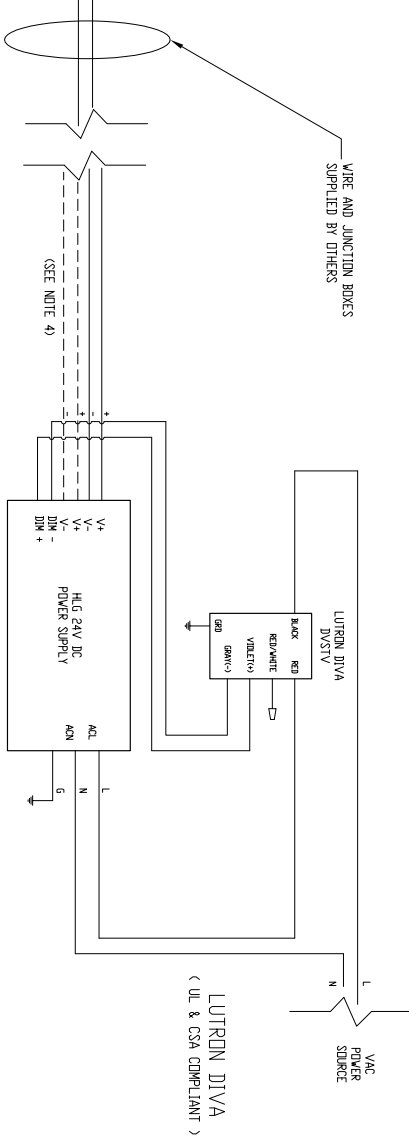 WIRE AND JUNCTION BOXES
SUPPLIED BY OTHERS
(SEE NOTE 4)
+
-
+
-
V+
V-
V+
V-
DIM -
DIM +
HLG 24V DC
POWER SUPPLY
ACL
ACN
L
N
G
LUTRON DIVA
DVSTV
BLACK
RED
RED/WHITE
VIOLET(+)
GRAY(-)
GRD
L
N
VAC
POWER
SOURCE
LUTRON DIVA
( UL & CSA COMPLIANT )